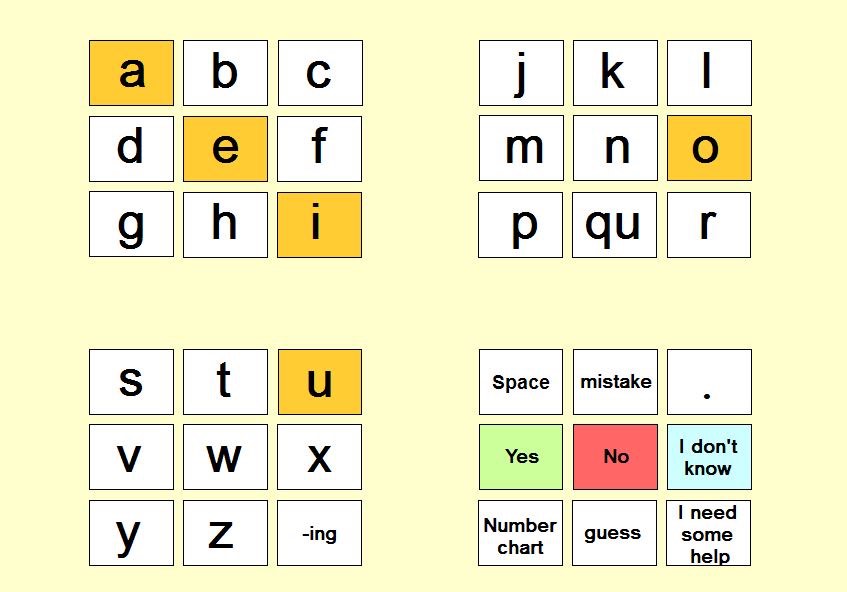 a b c
d e f
g h i
j k l
m n o
p qu r
s t u
v w x
y z -ing
Space mistake .
Yes No I don't
know
Number
chart guess I need
some
help